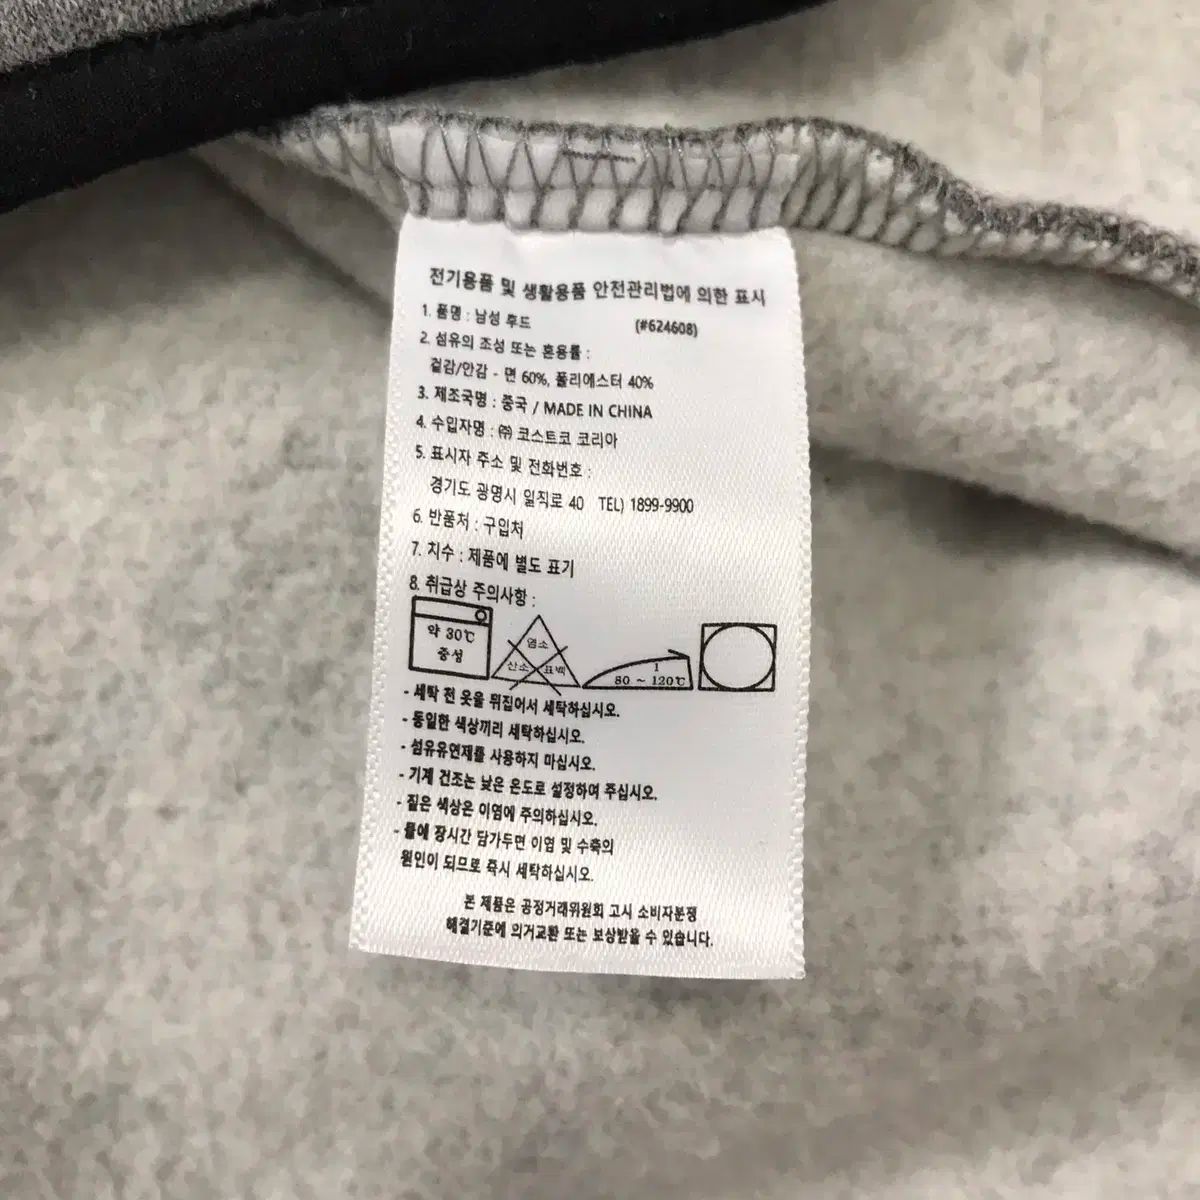 전기용품 및 생활용품 안전관리법에 의한 표시
1. 품명 : 남성 후드 (#624608)
2. 섬유의 조성 또는 혼용률 :
겉감/안감 - 면 60%, 폴리에스터 40%
3. 제조국명 : 중국 / MADE IN CHINA
4. 수입자명 : ㈜ 코스트코 코리아
5. 표시자 주소 및 전화번호 :
경기도 광명시 일직로 40 TEL) 1899-9900
6. 반품처 : 구입처
7. 치수 : 제품에 별도 표기
8. 취급상 주의사항 :
약 30℃
중성
염소
산소 표백
1
80 ~ 120℃
- 세탁 전 옷을 뒤집어서 세탁하십시오.
- 동일한 색상끼리 세탁하십시오.
- 섬유유연제를 사용하지 마십시오.
- 기계 건조는 낮은 온도로 설정하여 주십시오.
- 짙은 색상은 이염에 주의하십시오.
- 물에 장시간 담가두면 이염 및 수축의
원인이 되므로 즉시 세탁하십시오.
본 제품은 공정거래위원회 고시 소비자분쟁
해결기준에 의거교환 또는 보상받을 수 있습니다.